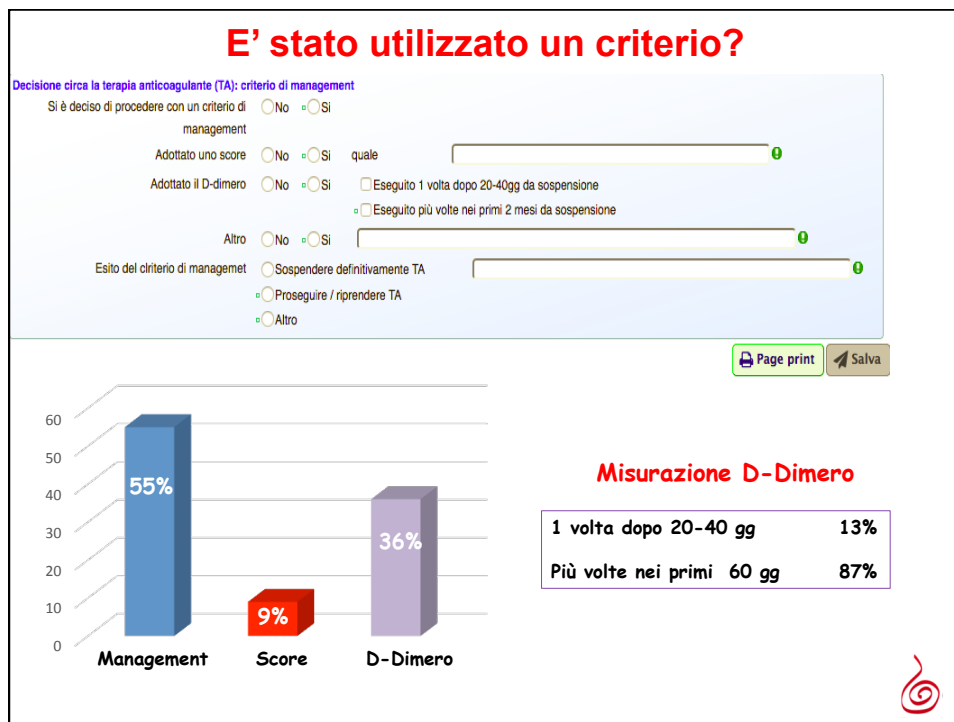 E' stato utilizzato un criterio?
Decisione circa la terapia anticoagulante (TA): criterio di management
Si è deciso di procedere con un criterio di management No Si
Adottato uno score No Si quale
Adottato il D-dimero No Si Eseguito 1 volta dopo 20-40gg da sospensione
Eseguito più volte nei primi 2 mesi da sospensione
Altro No Si
Esito del clriterio di managemet Sospendere definitivamente TA
Proseguire / riprendere TA
Altro
Page print Salva
60
50
40
30
20
10
0
55%
9%
36%
Management Score D-Dimero
Misurazione D-Dimero
1 volta dopo 20-40 gg 13%
Più volte nei primi 60 gg 87%